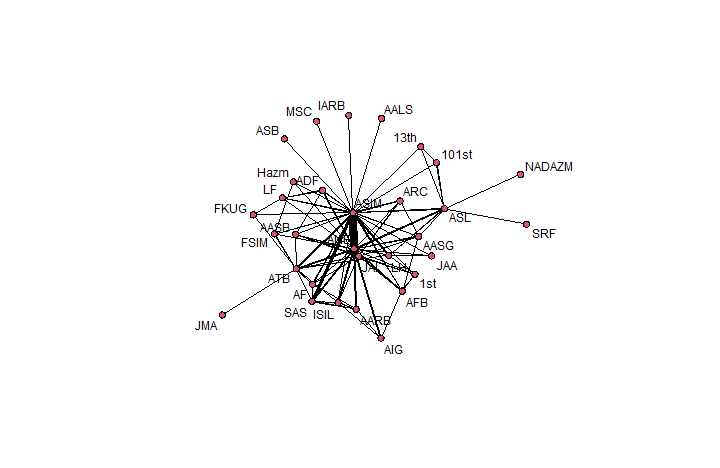 IARB
AALS
MSC
ASB
13th
101st
NADAZM
Hazm
ADF
LF
ARC
ASIM
FKUG
ASL
AASB
SRF
FSIM
AASG
JAA
LH
ATB
1st
AF
AFB
SAS
ISIL
AARB
JMA
AIG